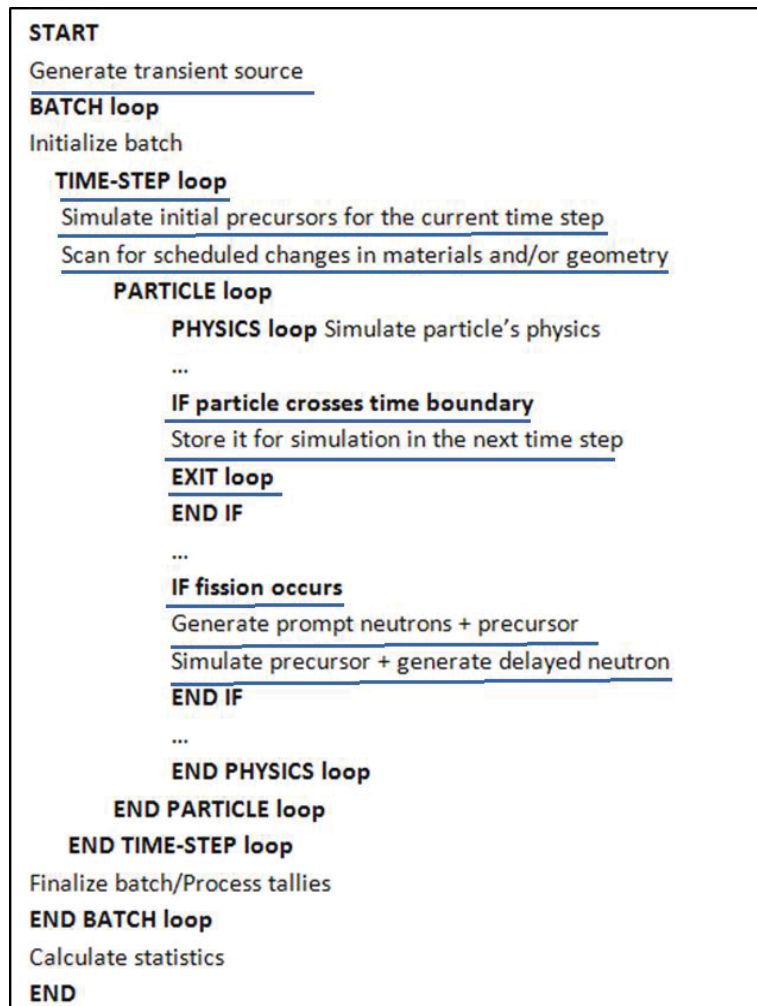 START
Generate transient source
BATCH loop
Initialize batch
TIME-STEP loop
Simulate initial precursors for the current time step
Scan for scheduled changes in materials and/or geometry
PARTICLE loop
PHYSICS loop Simulate particle's physics
...
IF particle crosses time boundary
Store it for simulation in the next time step
EXIT loop
END IF
...
IF fission occurs
Generate prompt neutrons + precursor
Simulate precursor + generate delayed neutron
END IF
...
END PHYSICS loop
END PARTICLE loop
END TIME-STEP loop
Finalize batch/Process tallies
END BATCH loop
Calculate statistics
END